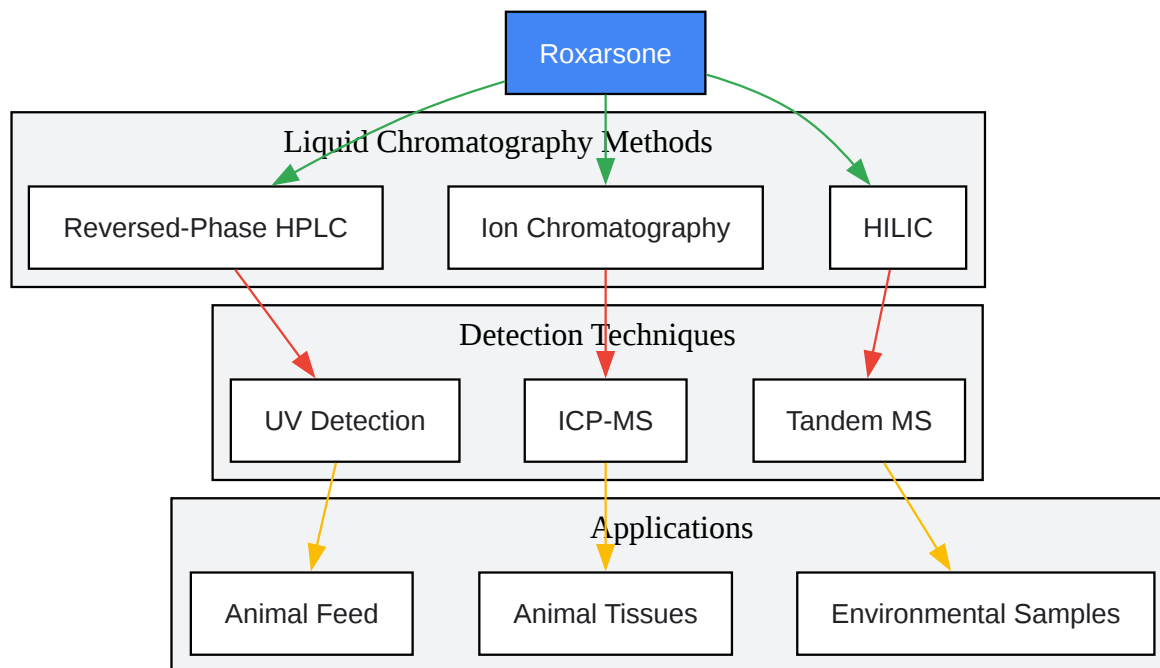 Roxarsone
Liquid Chromatography Methods
Reversed-Phase HPLC
Ion Chromatography
HILIC
Detection Techniques
UV Detection
ICP-MS
Tandem MS
Applications
Animal Feed
Animal Tissues
Environmental Samples